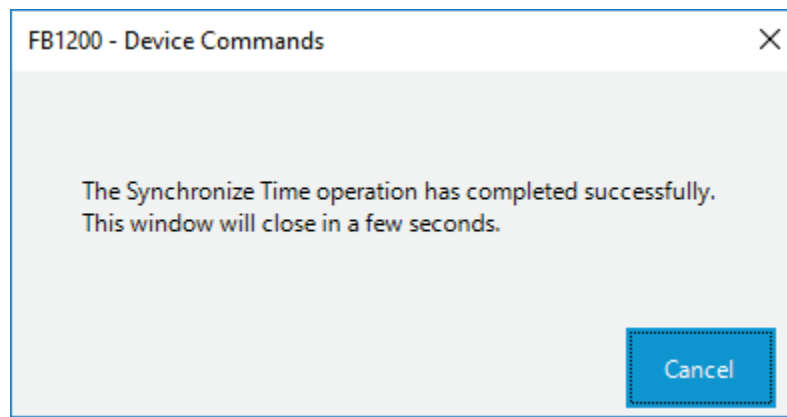 FB1200 - Device Commands
The Synchronize Time operation has completed successfully.
This window will close in a few seconds.
Cancel